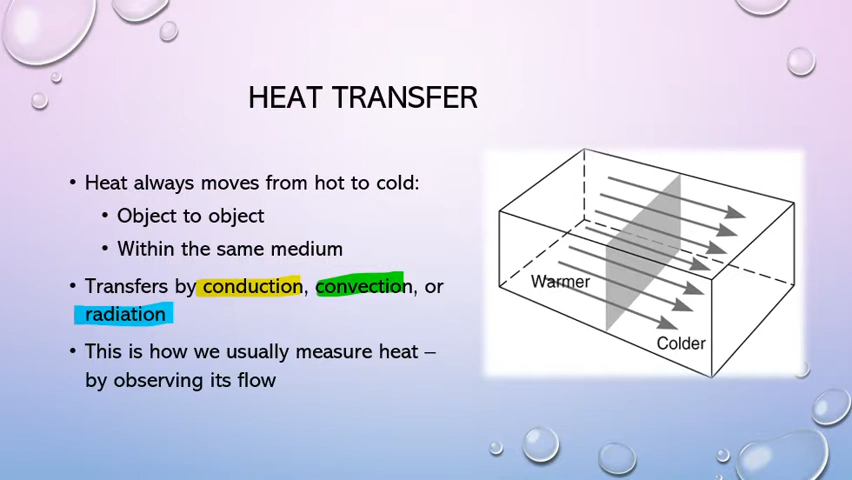 HEAT TRANSFER
• Heat always moves from hot to cold:
• Object to object
• Within the same medium
• Transfers by conduction, convection, or
radiation
• This is how we usually measure heat –
by observing its flow
Warmer
Colder